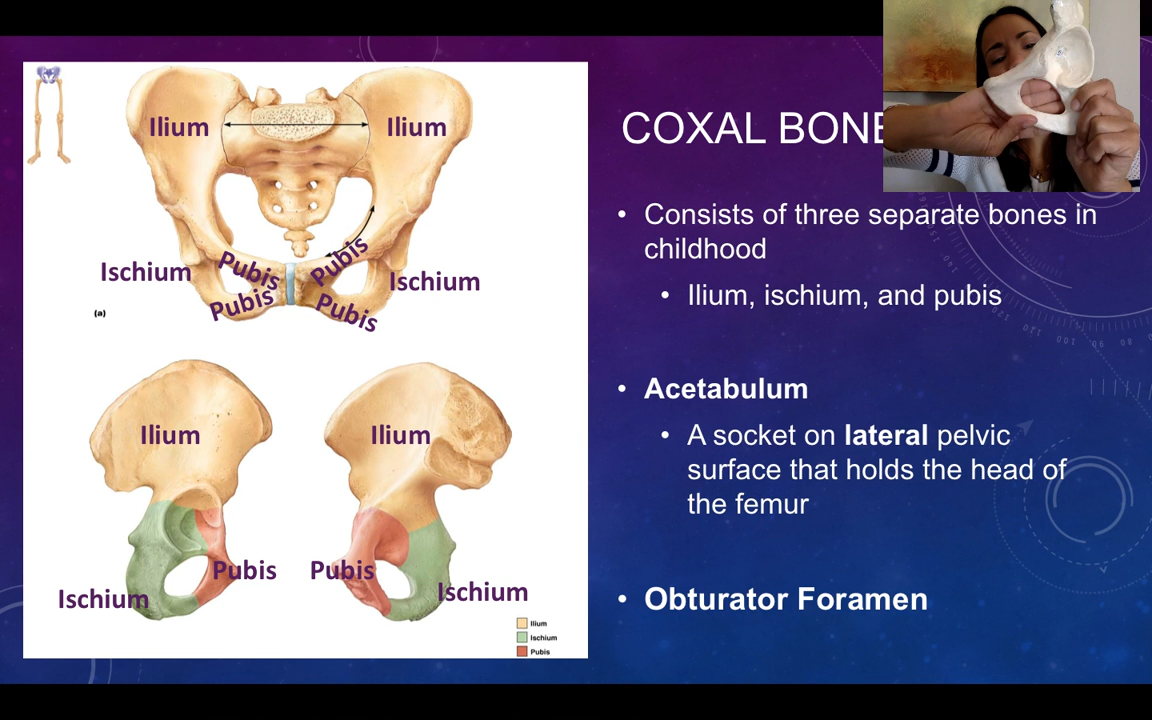 COXAL BONE
Ilium
Ilium
Ischium
Pubis
Pubis
Ischium
Pubis
Pubis
(a)
Ilium
Ilium
Pubis
Pubis
Ischium
Ischium
Ilium
Ischium
Pubis
• Consists of three separate bones in
childhood
• Ilium, ischium, and pubis
• Acetabulum
• A socket on lateral pelvic
surface that holds the head of
the femur
• Obturator Foramen